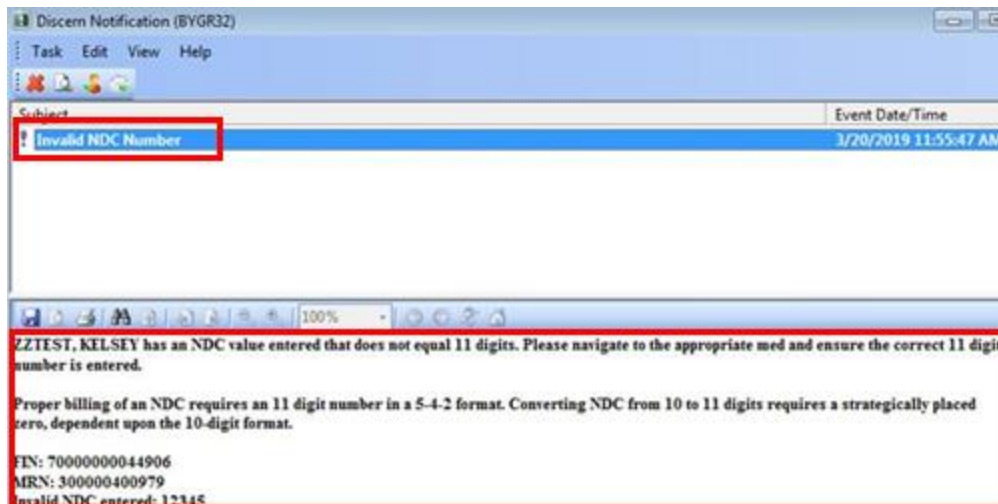 Discern Notification (BYGR32)
Task Edit View Help
Subject Event Date/Time
! Invalid NDC Number 3/20/2019 11:55:47 AM
100%
ZZTEST, KELSEY has an NDC value entered that does not equal 11 digits. Please navigate to the appropriate med and ensure the correct 11 digit
number is entered.
Proper billing of an NDC requires an 11 digit number in a 5-4-2 format. Converting NDC from 10 to 11 digits requires a strategically placed
zero, dependent upon the 10-digit format.
FIN: 70000000044906
MRN: 300000400979
Invalid NDC entered: 12345